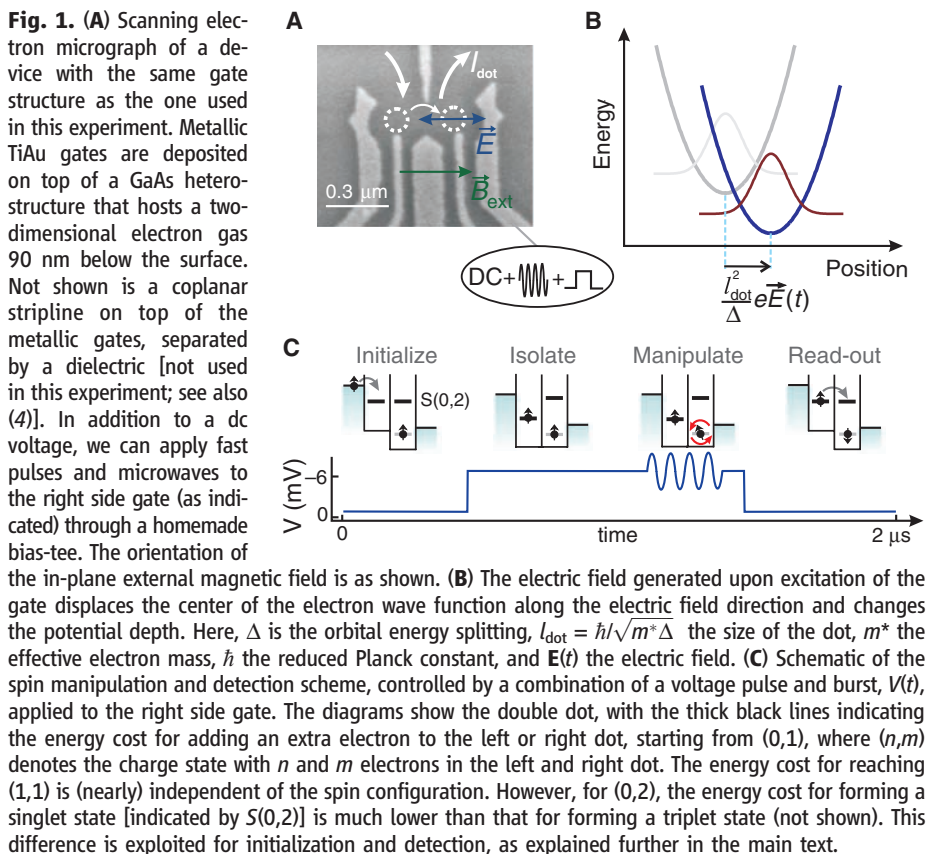 Fig. 1. (A) Scanning elec-
tron micrograph of a de-
vice with the same gate
structure as the one used
in this experiment. Metallic
TiAu gates are deposited
on top of a GaAs hetero-
structure that hosts a two-
dimensional electron gas
90 nm below the surface.
Not shown is a coplanar
stripline on top of the
metallic gates, separated
by a dielectric [not used
in this experiment; see also
(4)]. In addition to a dc
voltage, we can apply fast
pulses and microwaves to
the right side gate (as indi-
cated) through a homemade
bias-tee. The orientation of
the in-plane external magnetic field is as shown. (B) The electric field generated upon excitation of the
gate displaces the center of the electron wave function along the electric field direction and changes
the potential depth. Here, Δ is the orbital energy splitting, l_dot = ħ/√(m*Δ) the size of the dot, m* the
effective electron mass, ħ the reduced Planck constant, and E(t) the electric field. (C) Schematic of the
spin manipulation and detection scheme, controlled by a combination of a voltage pulse and burst, V(t),
applied to the right side gate. The diagrams show the double dot, with the thick black lines indicating
the energy cost for adding an extra electron to the left or right dot, starting from (0,1), where (n,m)
denotes the charge state with n and m electrons in the left and right dot. The energy cost for reaching
(1,1) is (nearly) independent of the spin configuration. However, for (0,2), the energy cost for forming a
singlet state [indicated by S(0,2)] is much lower than that for forming a triplet state (not shown). This
difference is exploited for initialization and detection, as explained further in the main text.
A
I_dot
E⃗
B⃗_ext
0.3 μm
DC+ +
B
Energy
Position
l²_dot/Δ eE⃗(t)
C
Initialize Isolate Manipulate Read-out
S(0,2)
V (mV)
–6
0
0 time 2 μs